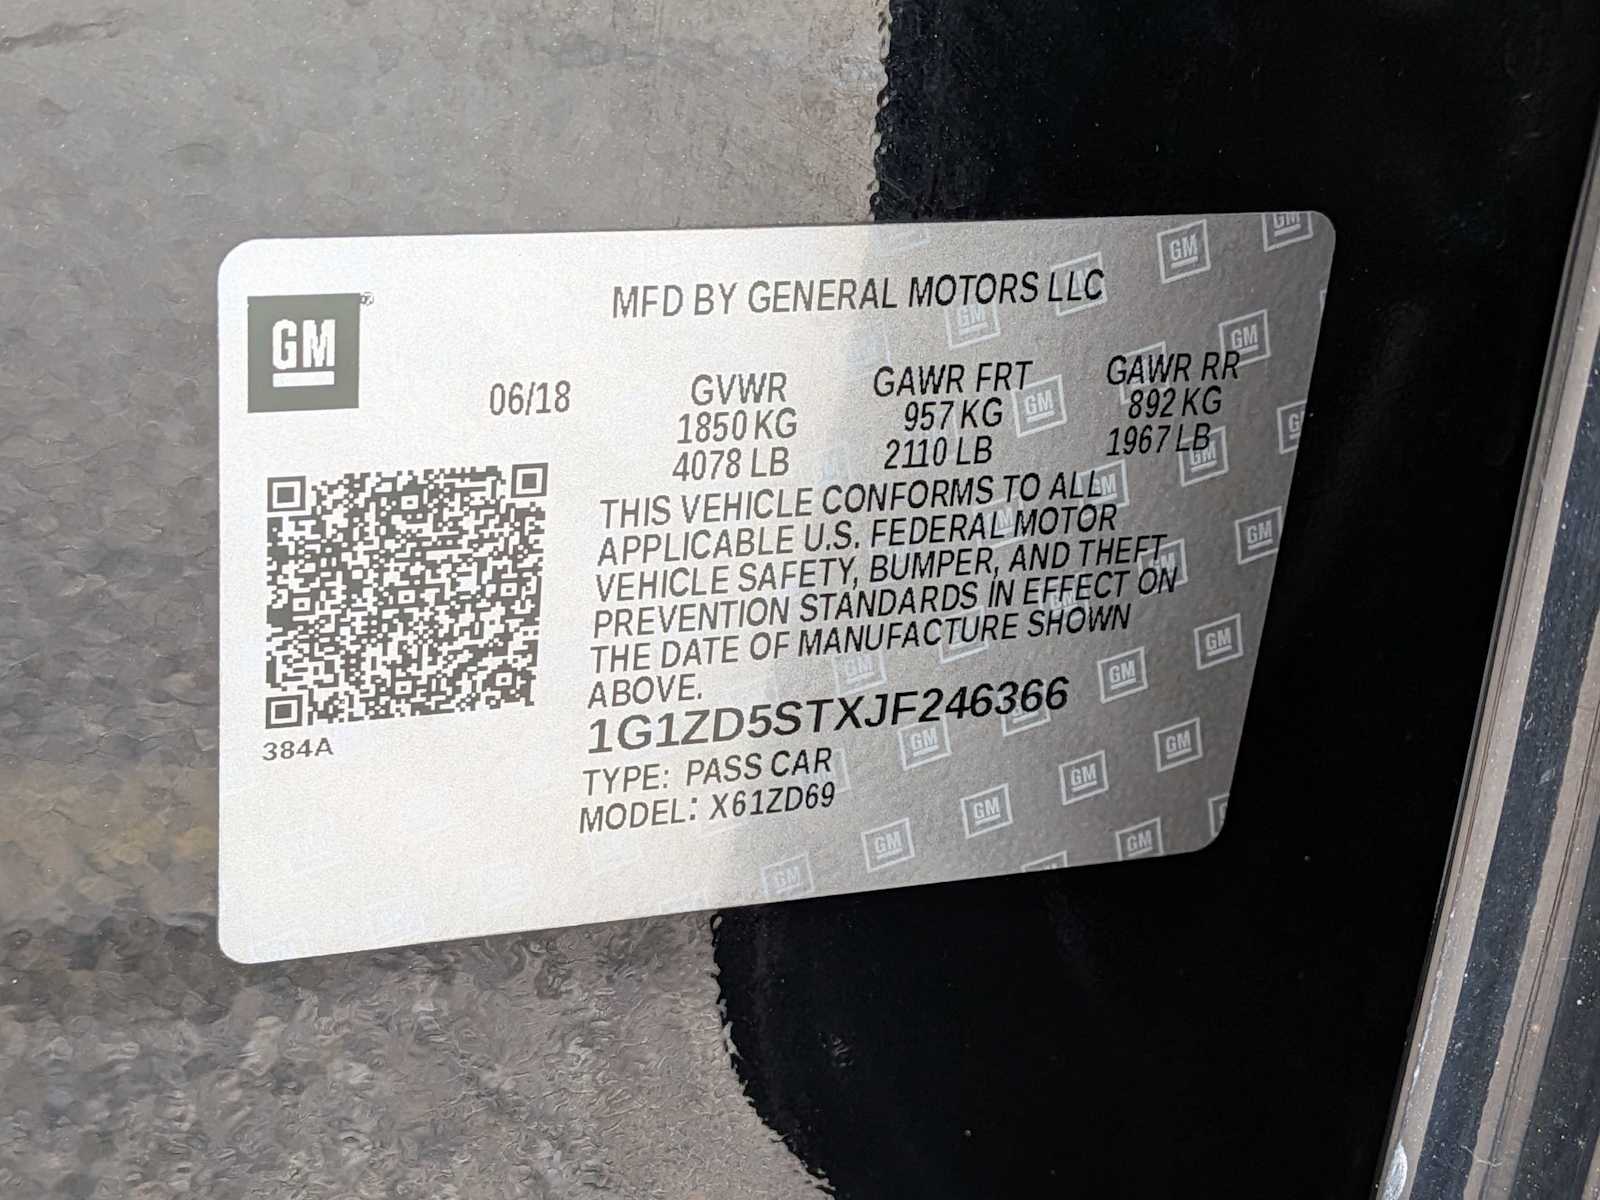 GM
MFD BY GENERAL MOTORS LLC
06/18 GVWR GAWR FRT GAWR RR
1850 KG 957 KG 892 KG
4078 LB 2110 LB 1967 LB
THIS VEHICLE CONFORMS TO ALL
APPLICABLE U.S. FEDERAL MOTOR
VEHICLE SAFETY, BUMPER, AND THEFT
PREVENTION STANDARDS IN EFFECT ON
THE DATE OF MANUFACTURE SHOWN
ABOVE.
1G1ZD5STXJF246366
384A
TYPE: PASS CAR
MODEL: X61ZD69